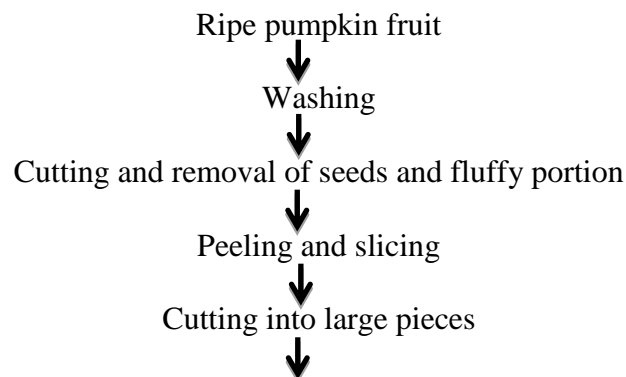 Ripe pumpkin fruit
Washing
Cutting and removal of seeds and fluffy portion
Peeling and slicing
Cutting into large pieces